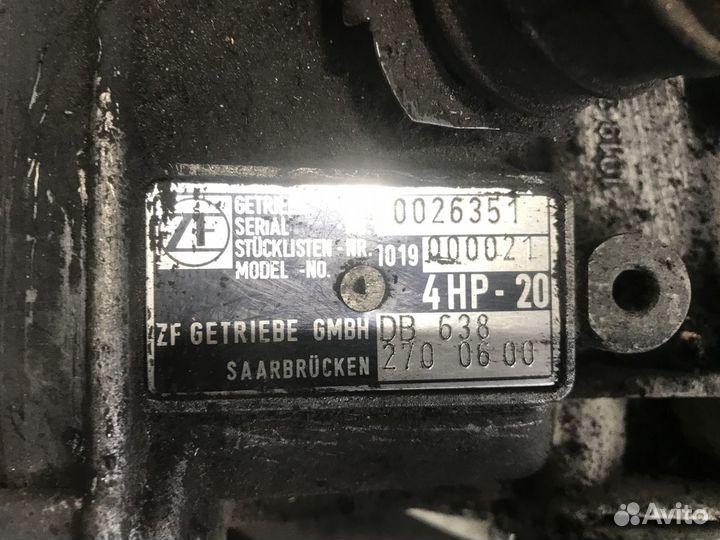 ZF
GETRIEBE 0026351
SERIAL
STÜCKLISTEN-NR. 1019 000021
MODEL -NO.
4HP-20
ZF GETRIEBE GMBH DB 638
SAARBRÜCKEN 270 06 00
Avito